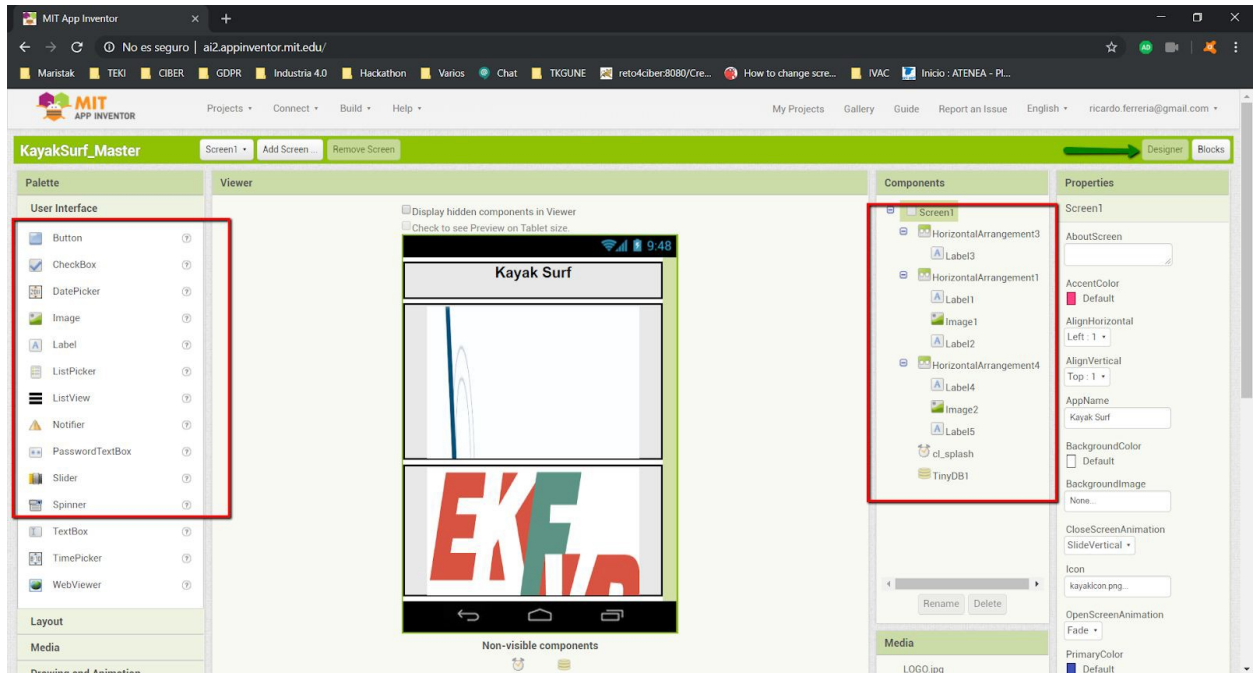 MIT App Inventor
No es seguro | ai2.appinventor.mit.edu/
Maristak TEKI CIBER GDPR Industria 4.0 Hackathon Varios Chat TKGUNE reto4ciber:8080/Cre... How to change scre... IVAC Inicio : ATENEA - Pl...
MIT APP INVENTOR
Projects Connect Build Help My Projects Gallery Guide Report an Issue English ricardo.ferreria@gmail.com
KayakSurf_Master Screen1 Add Screen ... Remove Screen Designer Blocks
Palette
User Interface
Button
CheckBox
DatePicker
Image
Label
ListPicker
ListView
Notifier
PasswordTextBox
Slider
Spinner
TextBox
TimePicker
WebViewer
Layout
Media
Drawing and Animation
Viewer
Display hidden components in Viewer
Check to see Preview on Tablet size.
9:48
Kayak Surf
Non-visible components
Components
Screen1
HorizontalArrangement3
Label3
HorizontalArrangement1
Label1
Image1
Label2
HorizontalArrangement4
Label4
Image2
Label5
cl_splash
TinyDB1
Rename Delete
Media
LOGO.jpg
Properties
Screen1
AboutScreen
AccentColor
Default
AlignHorizontal
Left : 1
AlignVertical
Top : 1
AppName
Kayak Surf
BackgroundColor
Default
BackgroundImage
None...
CloseScreenAnimation
SlideVertical
Icon
kayakIcon.png...
OpenScreenAnimation
Fade
PrimaryColor
Default